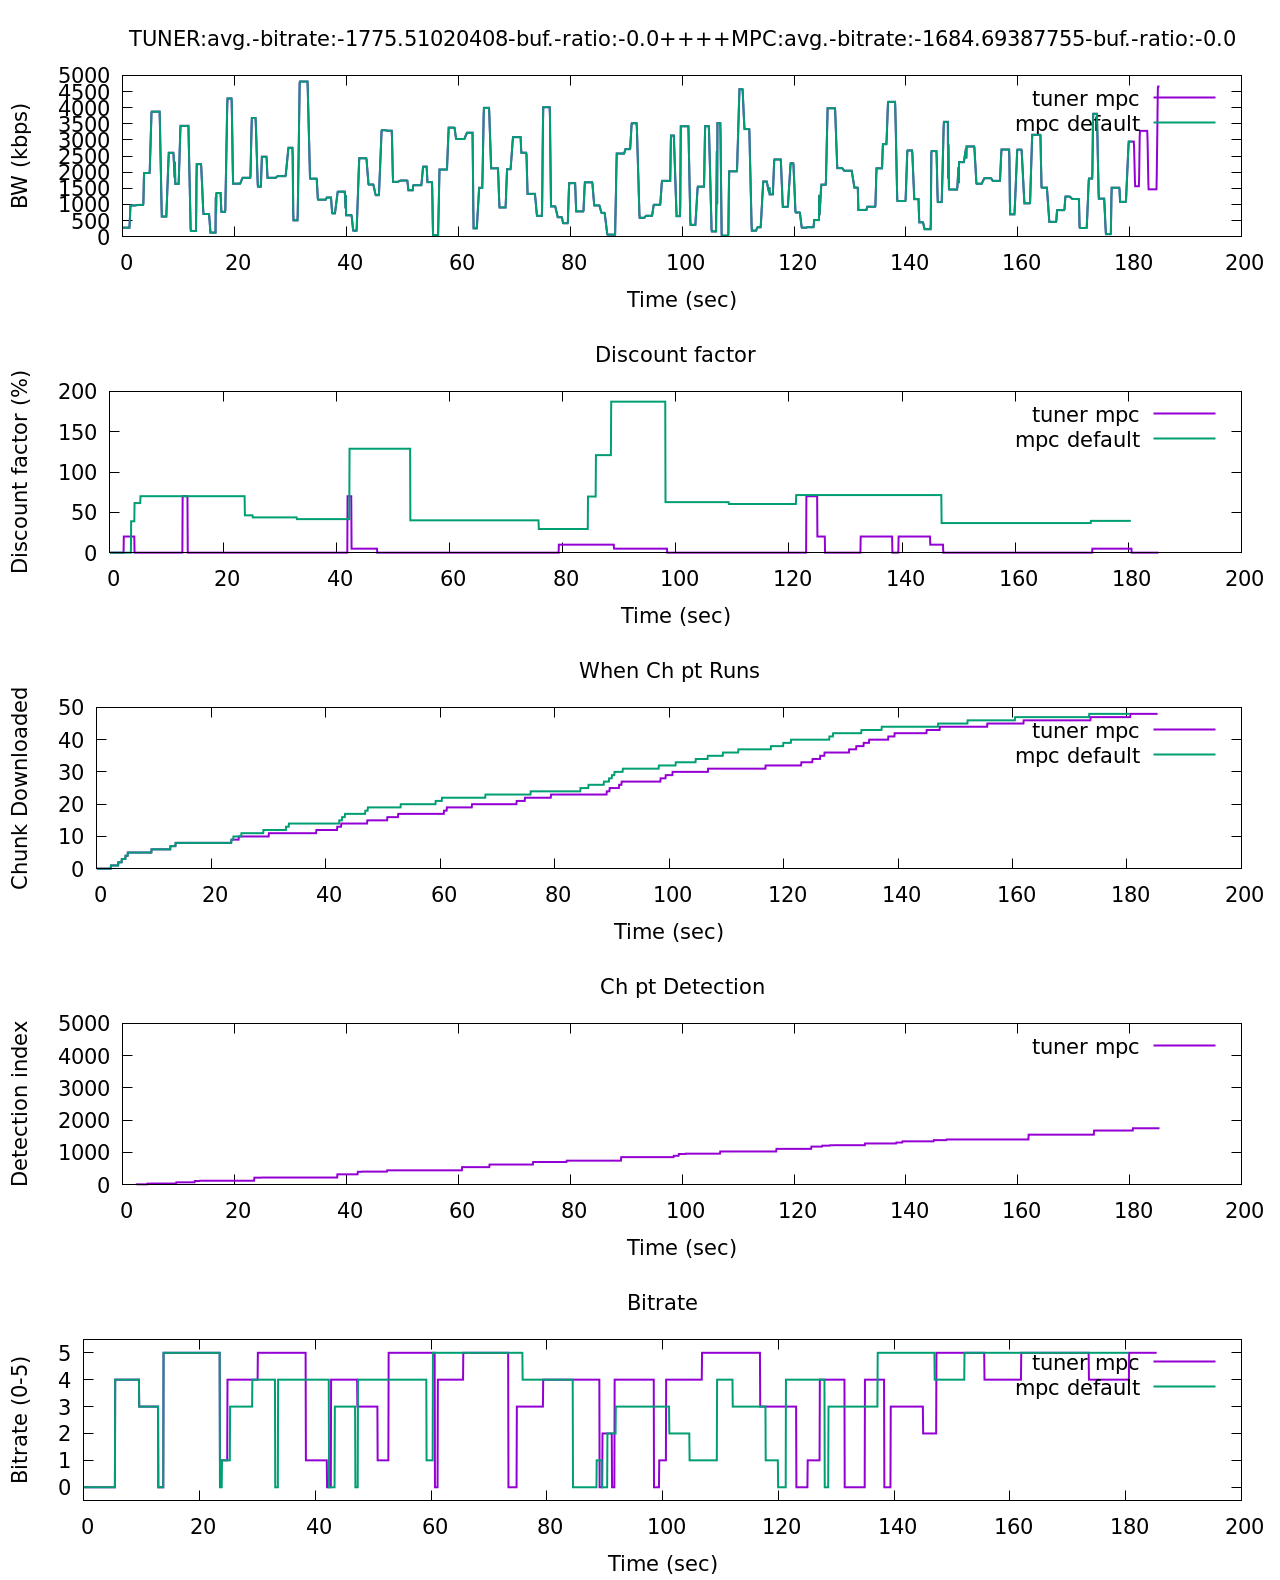 TUNER:avg.-bitrate:-1775.51020408-buf.-ratio:-0.0++++MPC:avg.-bitrate:-1684.69387755-buf.-ratio:-0.0
BW (kbps)
5000
4500
4000
3500
3000
2500
2000
1500
1000
500
0
tuner mpc
mpc default
0 20 40 60 80 100 120 140 160 180 200
Time (sec)
Discount factor
Discount factor (%)
200
150
100
50
0
tuner mpc
mpc default
0 20 40 60 80 100 120 140 160 180 200
Time (sec)
When Ch pt Runs
Chunk Downloaded
50
40
30
20
10
0
tuner mpc
mpc default
0 20 40 60 80 100 120 140 160 180 200
Time (sec)
Ch pt Detection
Detection index
5000
4000
3000
2000
1000
0
tuner mpc
0 20 40 60 80 100 120 140 160 180 200
Time (sec)
Bitrate
Bitrate (0-5)
5
4
3
2
1
0
tuner mpc
mpc default
0 20 40 60 80 100 120 140 160 180 200
Time (sec)